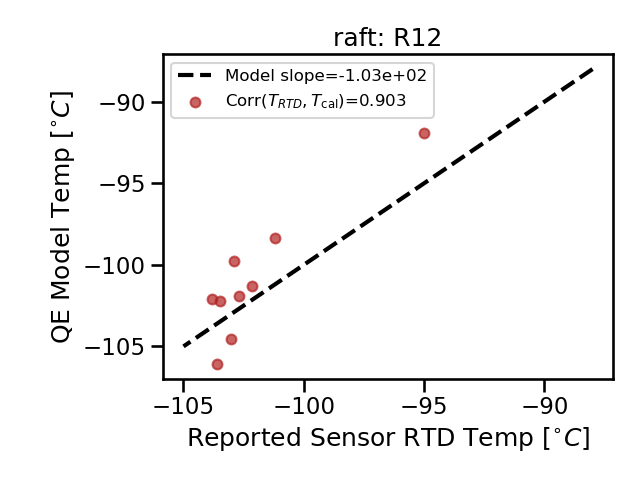 raft: R12
Model slope=-1.03e+02
Corr(T_RTD, T_cal)=0.903
QE Model Temp [°C]
−90
−95
−100
−105
−105 −100 −95 −90
Reported Sensor RTD Temp [°C]